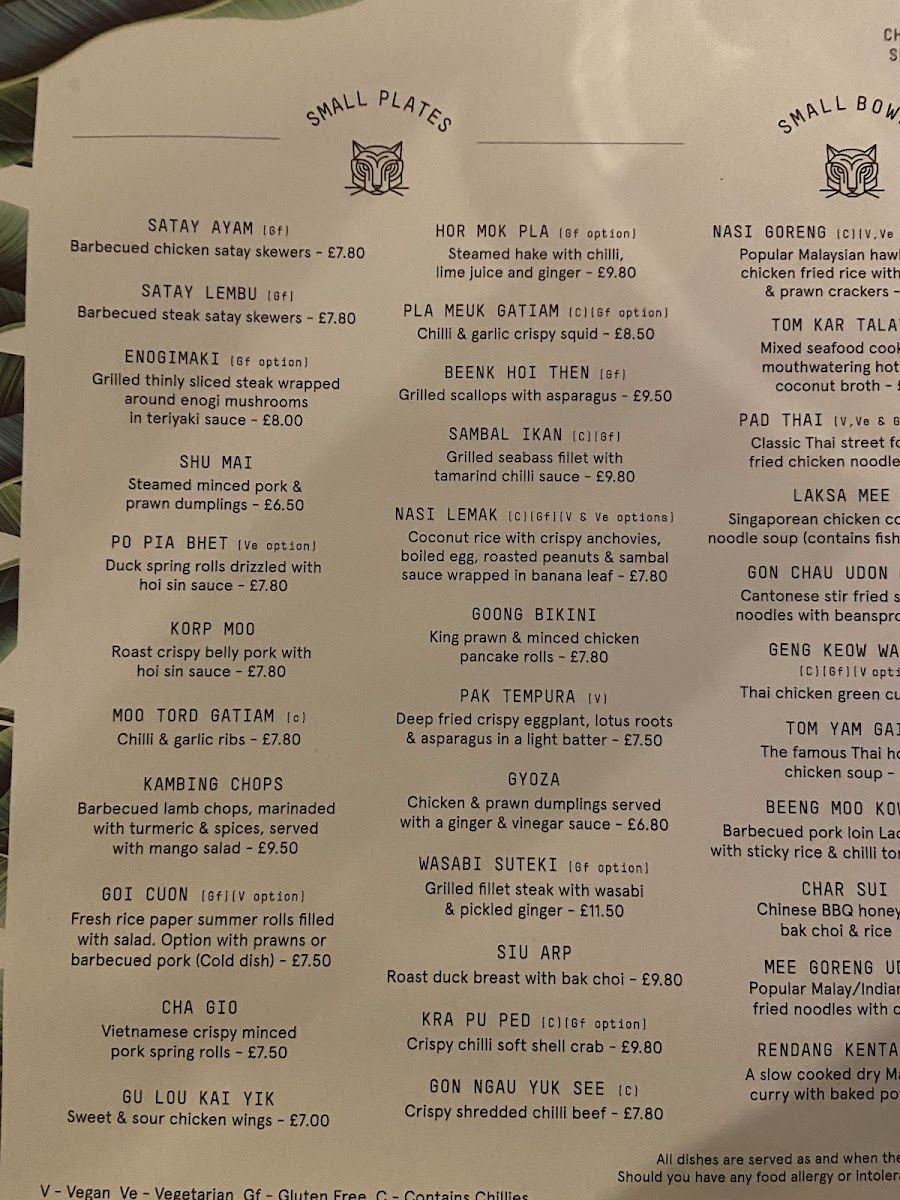 SMALL PLATES
SATAY AYAM (Gf)
Barbecued chicken satay skewers - £7.80
SATAY LEMBU (Gf)
Barbecued steak satay skewers - £7.80
ENOGIMAKI (Gf option)
Grilled thinly sliced steak wrapped
around enogi mushrooms
in teriyaki sauce - £8.00
SHU MAI
Steamed minced pork &
prawn dumplings - £6.50
PO PIA BHET (Ve option)
Duck spring rolls drizzled with
hoi sin sauce - £7.80
KORP MOO
Roast crispy belly pork with
hoi sin sauce - £7.80
MOO TORD GATIAM (c)
Chilli & garlic ribs - £7.80
KAMBING CHOPS
Barbecued lamb chops, marinaded
with turmeric & spices, served
with mango salad - £9.50
GOI CUON (Gf)(V option)
Fresh rice paper summer rolls filled
with salad. Option with prawns or
barbecued pork (Cold dish) - £7.50
CHA GIO
Vietnamese crispy minced
pork spring rolls - £7.50
GU LOU KAI YIK
Sweet & sour chicken wings - £7.00
HOR MOK PLA (Gf option)
Steamed hake with chilli,
lime juice and ginger - £9.80
PLA MEUK GATIAM (C)(Gf option)
Chilli & garlic crispy squid - £8.50
BEENK HOI THEN (Gf)
Grilled scallops with asparagus - £9.50
SAMBAL IKAN (C)(Gf)
Grilled seabass fillet with
tamarind chilli sauce - £9.80
NASI LEMAK (C)(Gf)(V & Ve options)
Coconut rice with crispy anchovies,
boiled egg, roasted peanuts & sambal
sauce wrapped in banana leaf - £7.80
GOONG BIKINI
King prawn & minced chicken
pancake rolls - £7.80
PAK TEMPURA (V)
Deep fried crispy eggplant, lotus roots
& asparagus in a light batter - £7.50
GYOZA
Chicken & prawn dumplings served
with a ginger & vinegar sauce - £6.80
WASABI SUTEKI (Gf option)
Grilled fillet steak with wasabi
& pickled ginger - £11.50
SIU ARP
Roast duck breast with bak choi - £9.80
KRA PU PED (C)(Gf option)
Crispy chilli soft shell crab - £9.80
GON NGAU YUK SEE (C)
Crispy shredded chilli beef - £7.80
SMALL
NASI GORENG (C)(V,Ve
Popular Malaysian
chicken fried rice with
& prawn crackers -
TOM KAR
Mixed seafood
mouthwatering hot
coconut broth -
PAD THAI (V,Ve &
Classic Thai street
fried chicken noodle
LAKSA MEE
Singaporean chicken
noodle soup (contains fish
GON CHAU UDON
Cantonese stir fried
noodles with
GENG KEOW
(C)(Gf)(V
Thai chicken green
TOM YAM
The famous Thai
chicken soup -
BEENG MOO
Barbecued pork loin
with sticky rice & chilli
CHAR SUI
Chinese BBQ honey
bak choi & rice
MEE GORENG
Popular Malay/Indian
fried noodles with
RENDANG
A slow cooked dry
curry with baked
All dishes are served as and when
Should you have any food allergy or
V - Vegan Ve - Vegetarian Gf - Gluten Free C - Contains Chillies